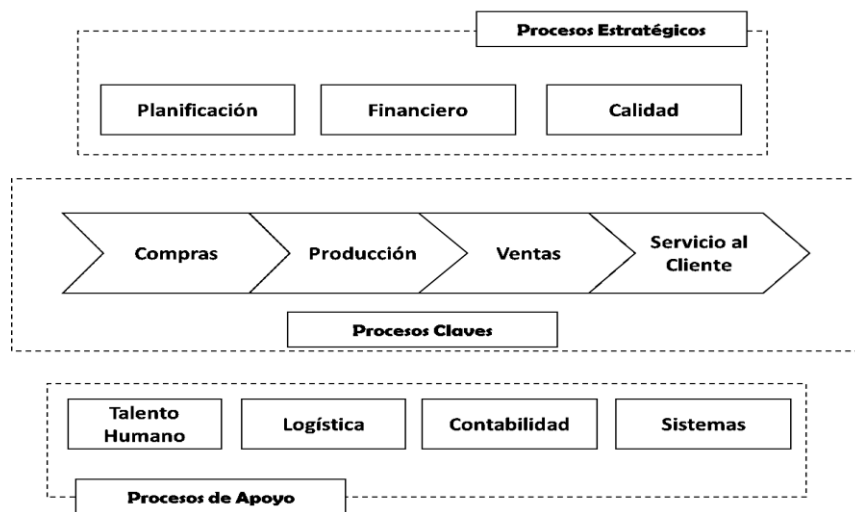 Procesos Estratégicos
Planificación
Financiero
Calidad
Compras
Producción
Ventas
Servicio al
Cliente
Procesos Claves
Talento
Humano
Logística
Contabilidad
Sistemas
Procesos de Apoyo